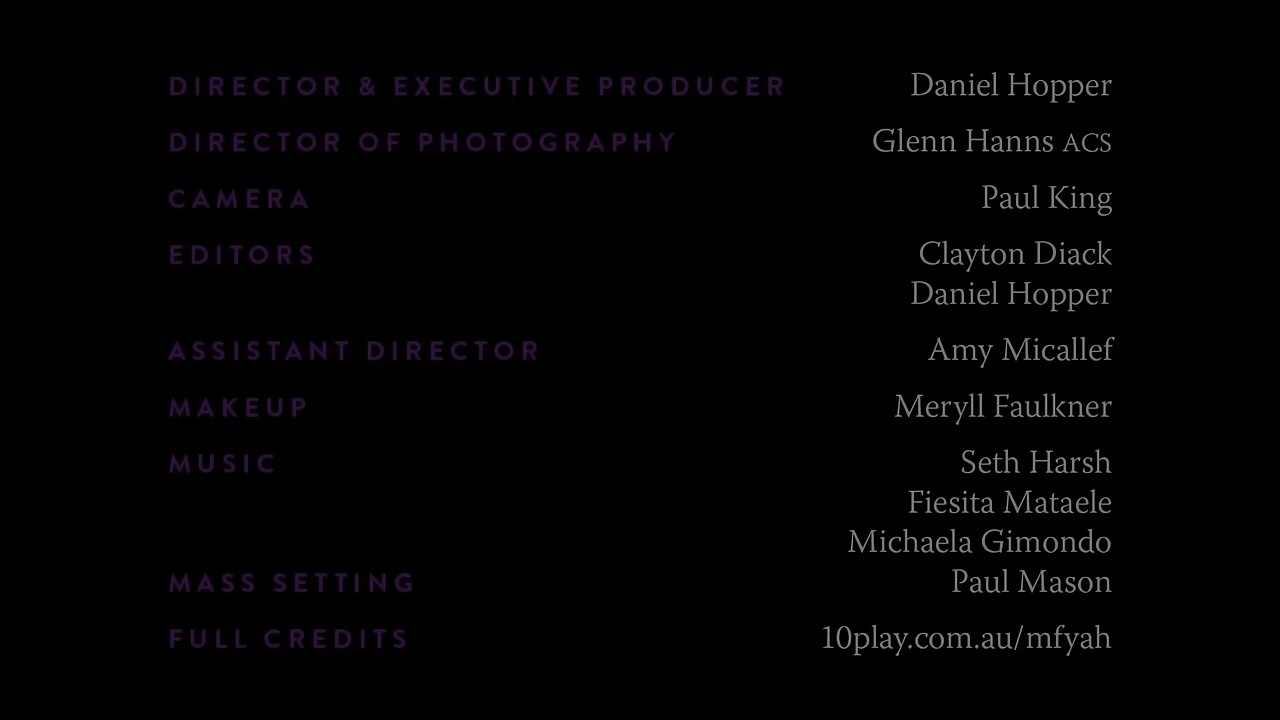 DIRECTOR & EXECUTIVE PRODUCER Daniel Hopper
DIRECTOR OF PHOTOGRAPHY Glenn Hanns ACS
CAMERA Paul King
EDITORS Clayton Diack
Daniel Hopper
ASSISTANT DIRECTOR Amy Micallef
MAKEUP Meryll Faulkner
MUSIC Seth Harsh
Fiesita Mataele
Michaela Gimondo
MASS SETTING Paul Mason
FULL CREDITS 10play.com.au/mfyah